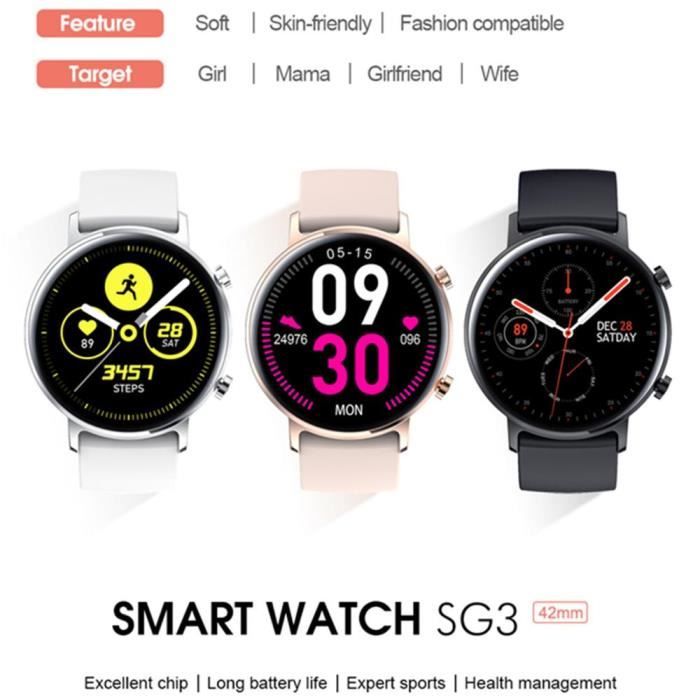 Feature Soft | Skin-friendly | Fashion compatible
Target Girl | Mama | Girlfriend | Wife
89
28
SAT
3457
STEPS
05-15
09
24976
096
30
MON
BATTERY
89
BPM
DEC 28
SATDAY
SMART WATCH SG3 42mm
Excellent chip | Long battery life | Expert sports | Health management